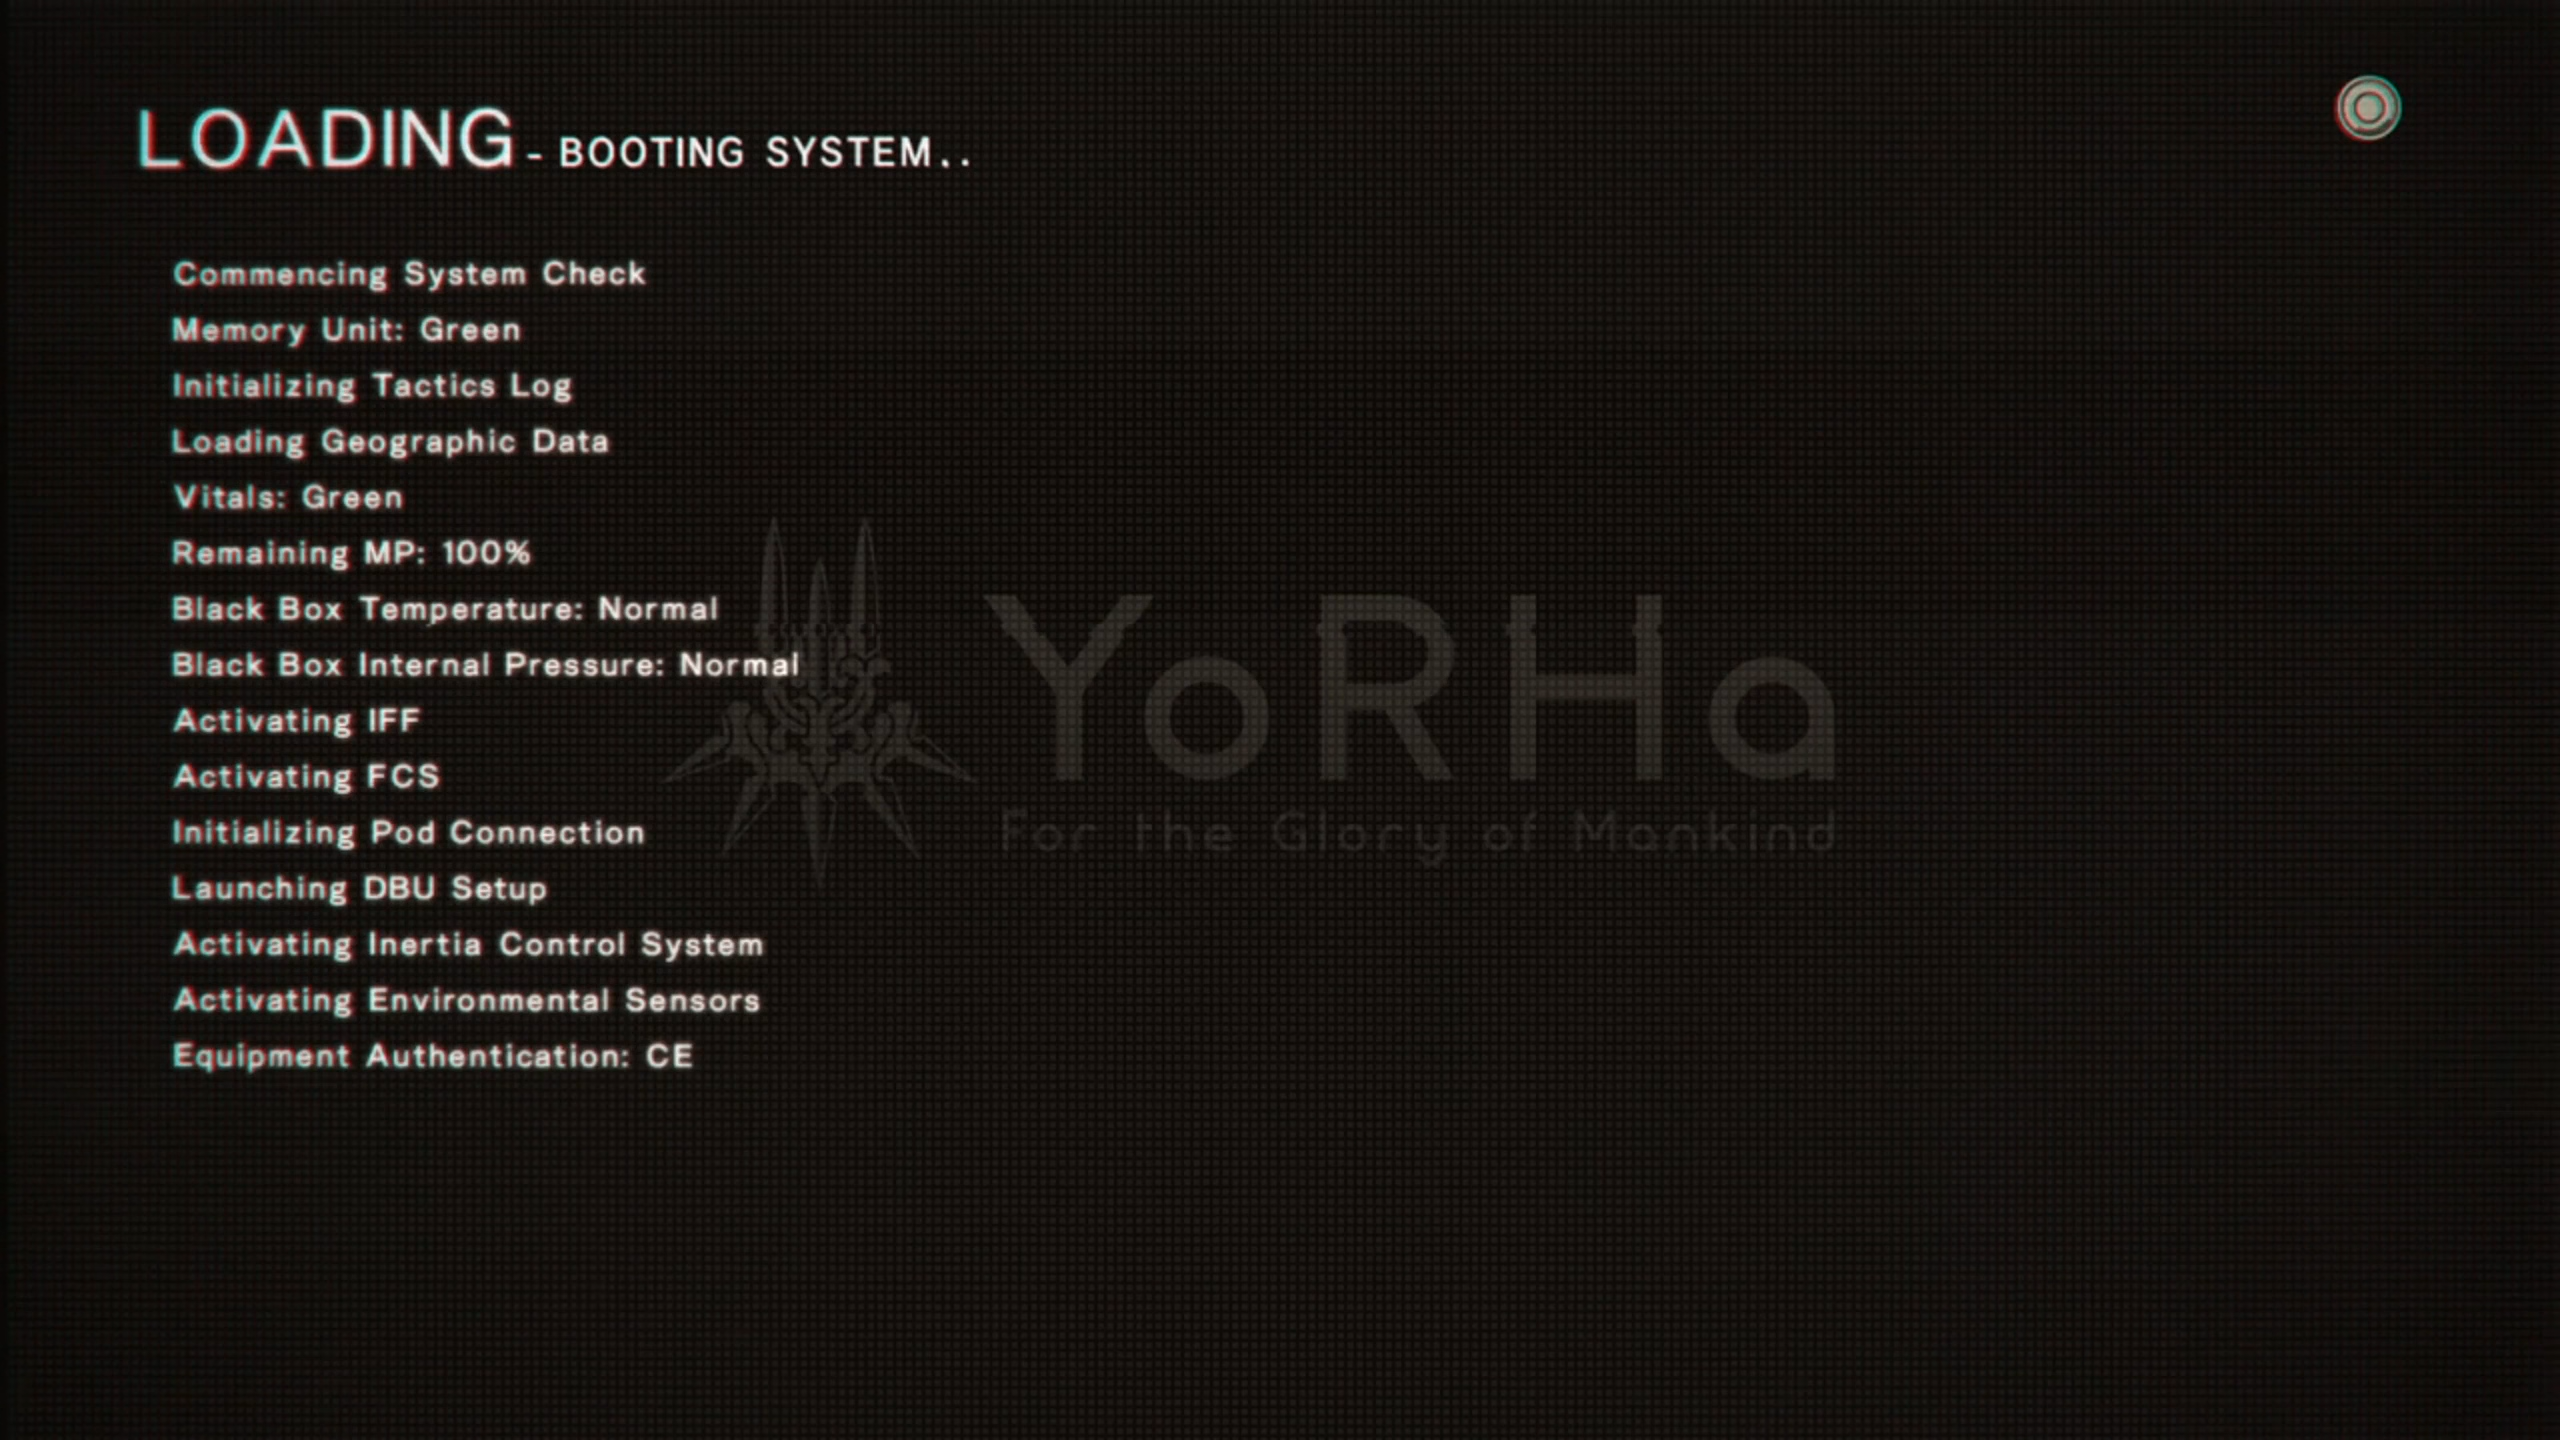 LOADING - BOOTING SYSTEM..
Commencing System Check
Memory Unit: Green
Initializing Tactics Log
Loading Geographic Data
Vitals: Green
Remaining MP: 100%
Black Box Temperature: Normal
Black Box Internal Pressure: Normal
Activating IFF
Activating FCS
Initializing Pod Connection
Launching DBU Setup
Activating Inertia Control System
Activating Environmental Sensors
Equipment Authentication: CE
YoRHa
For the Glory of Mankind